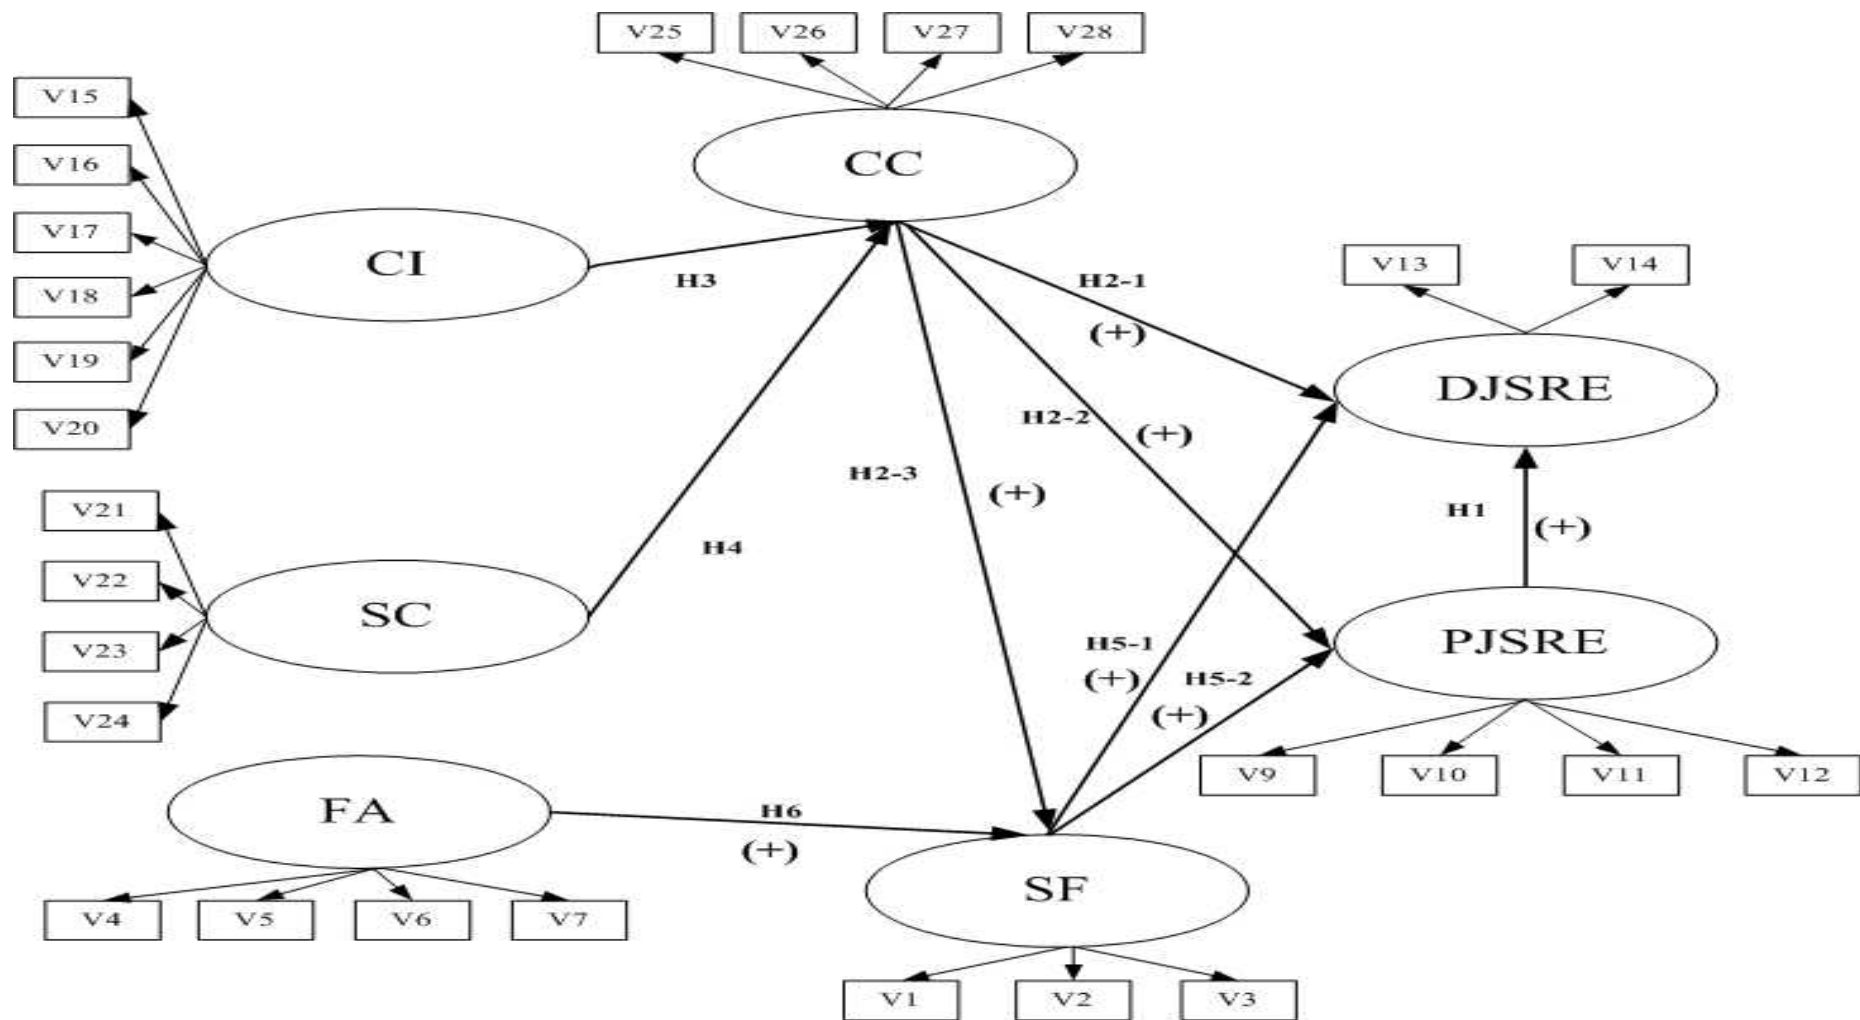 V25 V26 V27 V28
V15
V16
V17
V18
V19
V20
CC
CI
H3
H2-1
(+)
V13 V14
DJSRE
H2-2
(+)
H2-3
(+)
H1
(+)
V21
V22
V23
V24
SC
H4
H5-1
(+)
H5-2
(+)
PJSRE
V9 V10 V11 V12
FA
H6
(+)
V4 V5 V6 V7
SF
V1 V2 V3